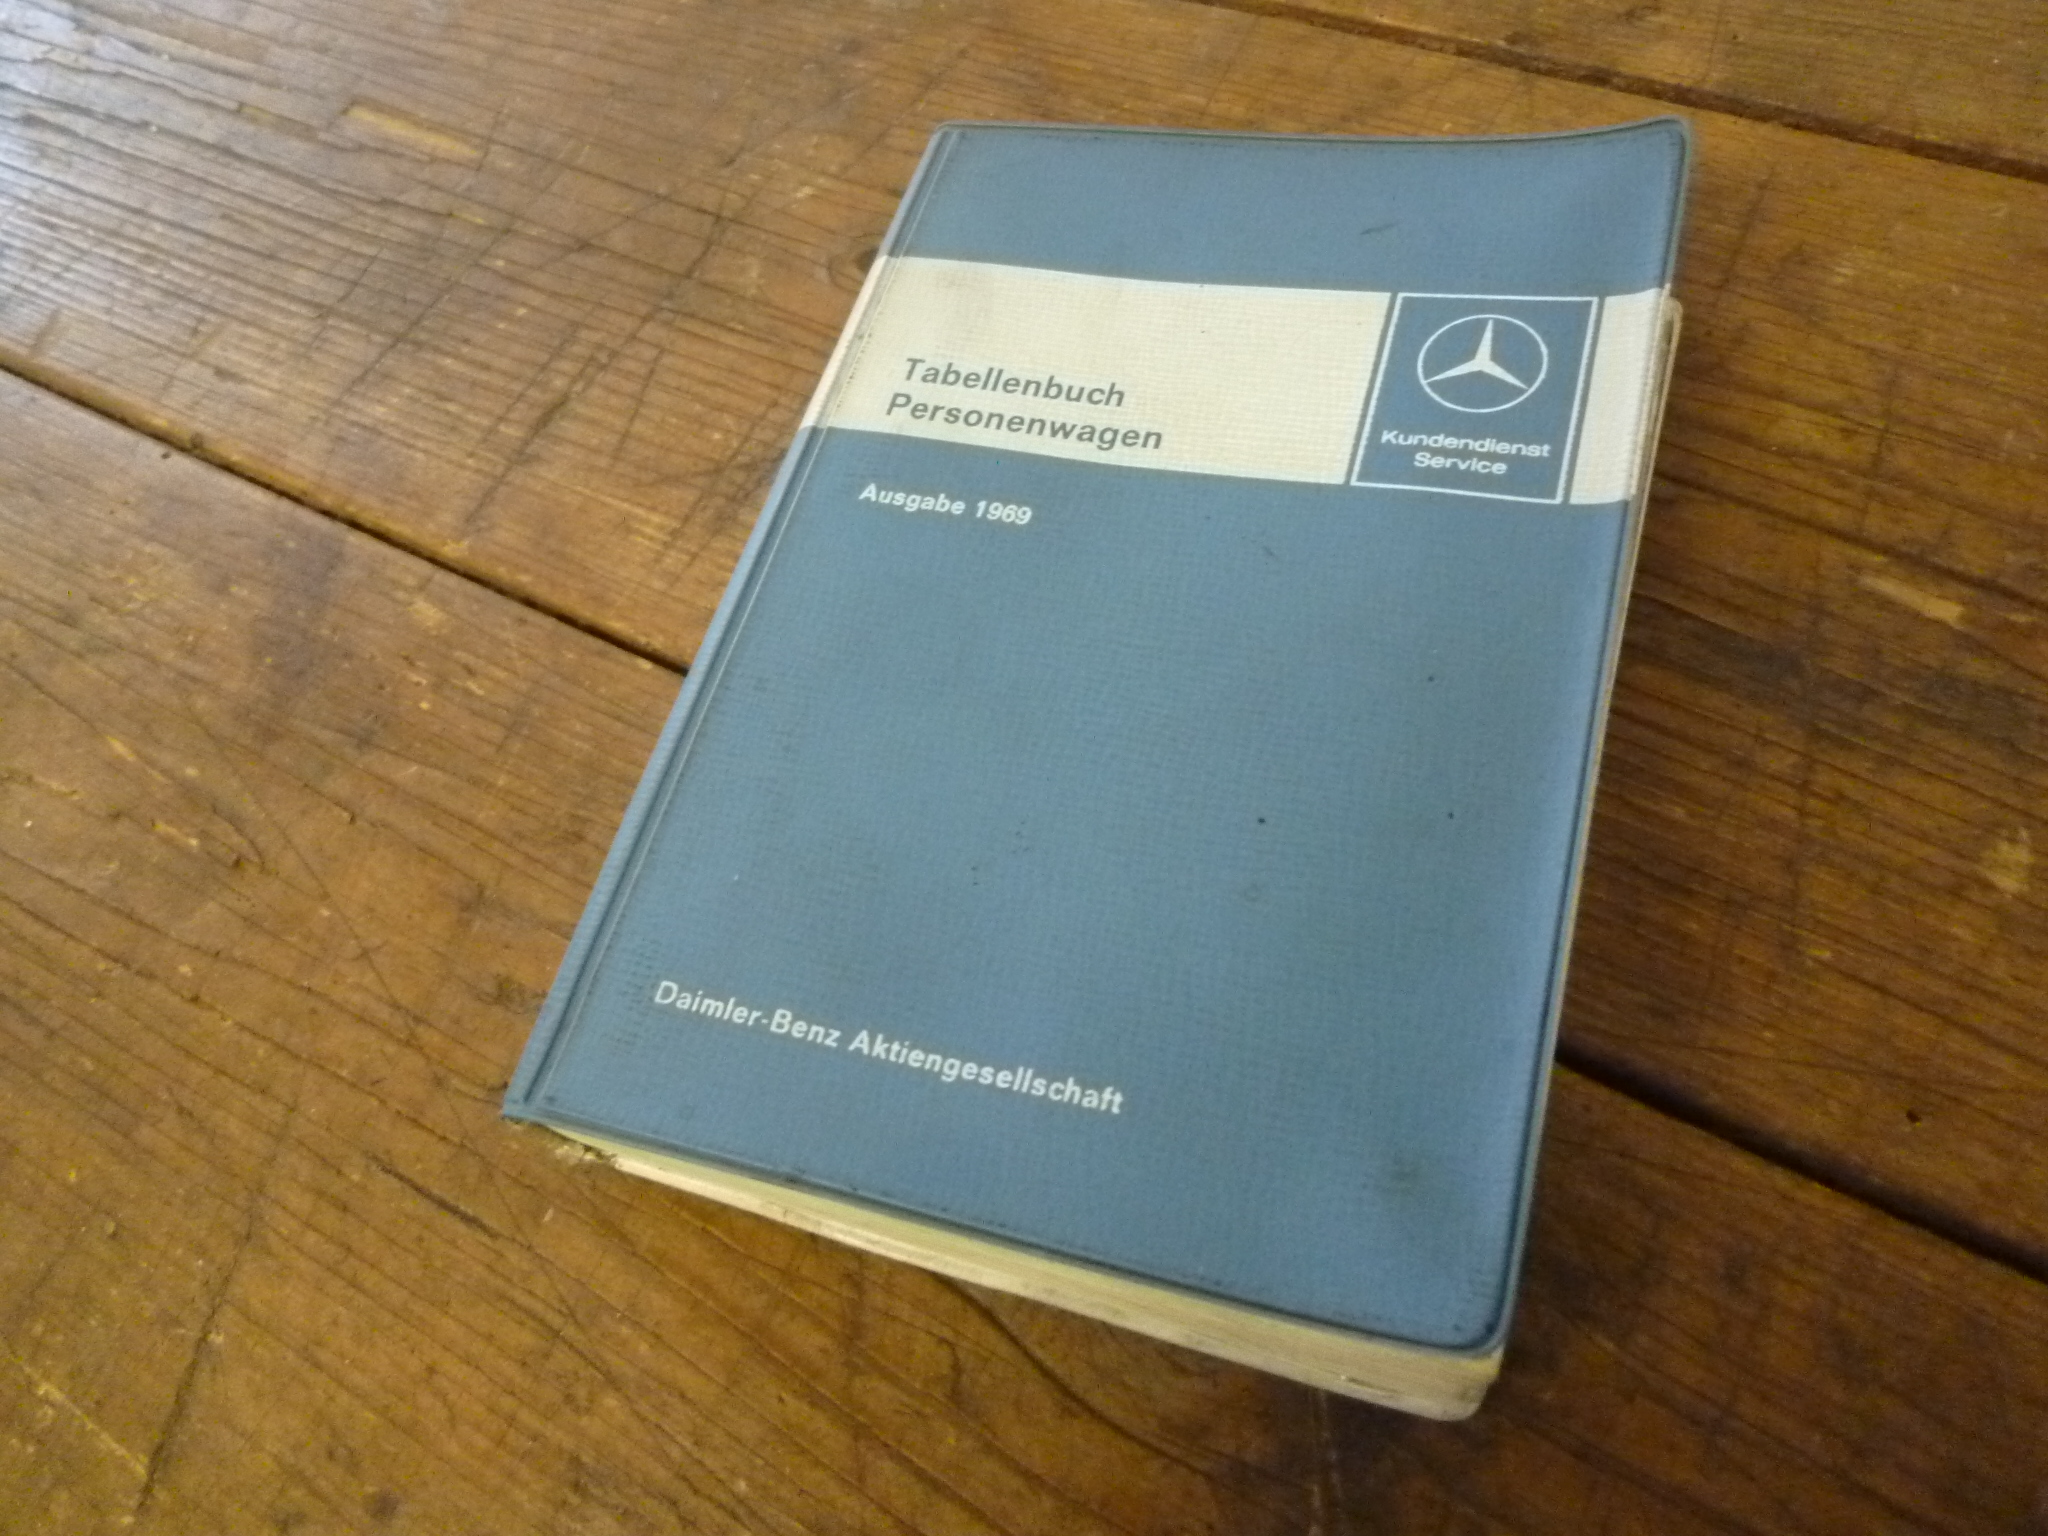 Tabellenbuch
Personenwagen
Kundendienst
Service
Ausgabe 1969
Daimler-Benz Aktiengesellschaft